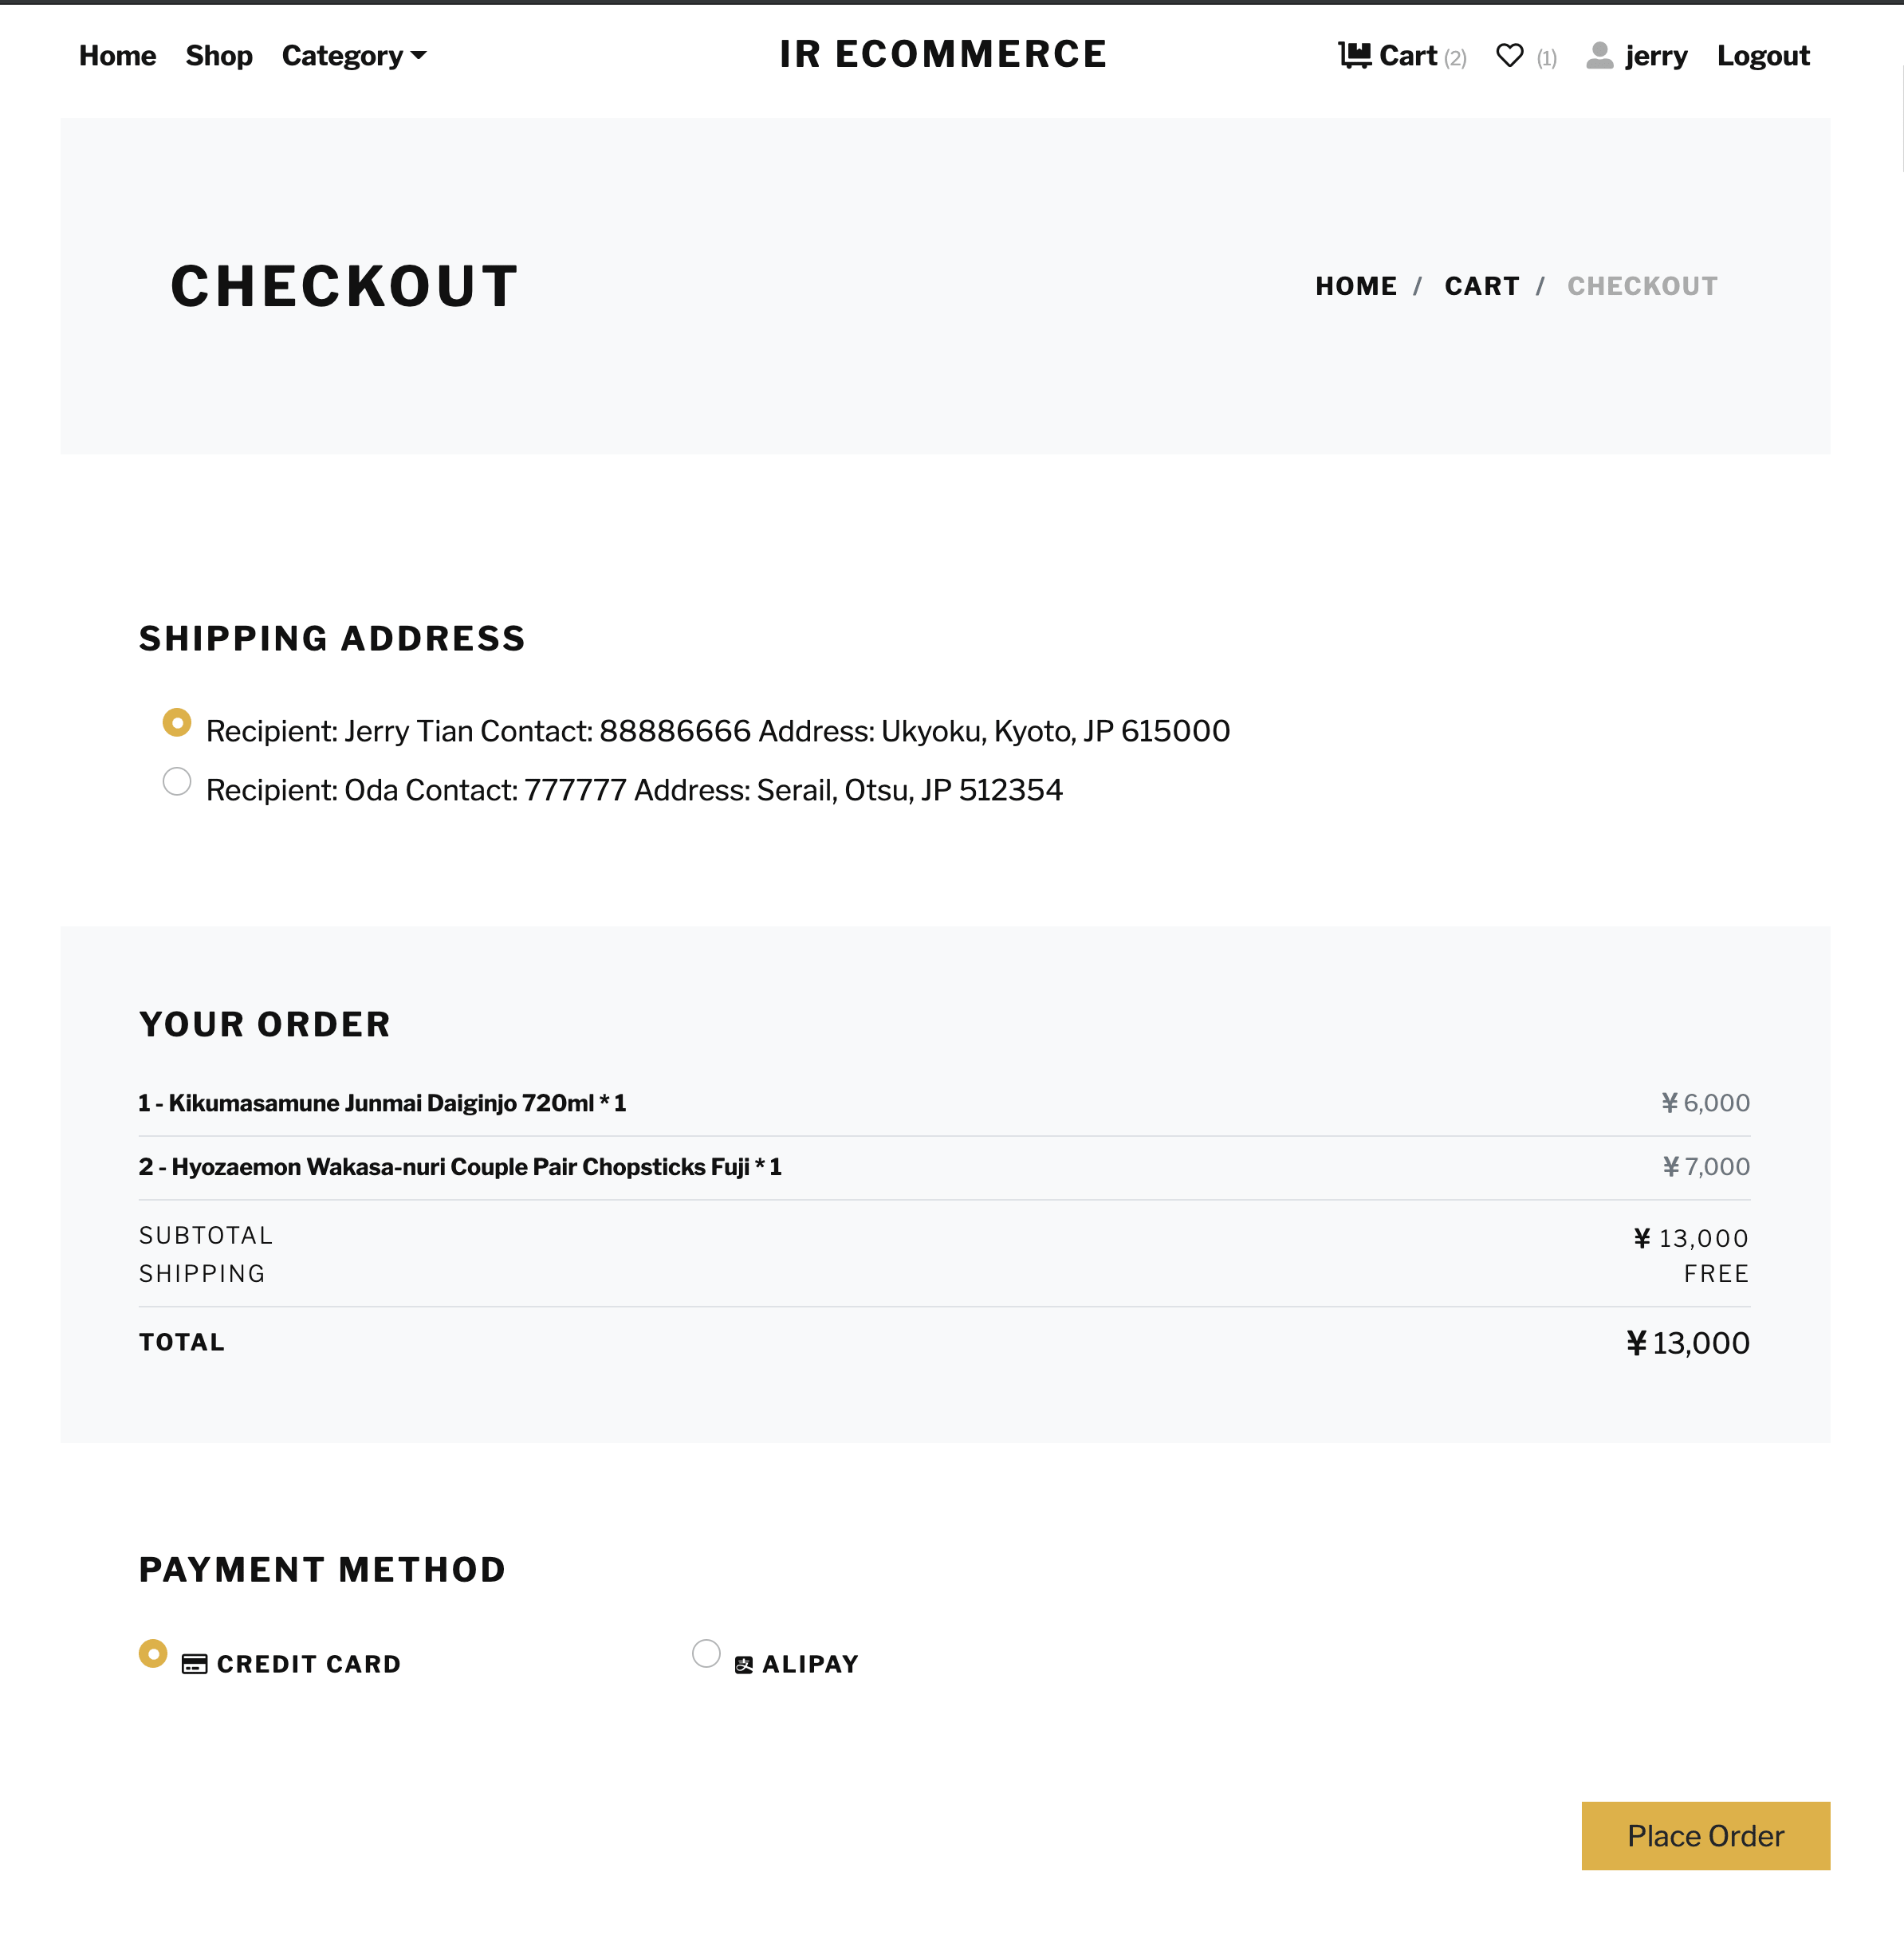 Home Shop Category IR ECOMMERCE Cart (2) (1) jerry Logout
CHECKOUT HOME / CART / CHECKOUT
SHIPPING ADDRESS
Recipient: Jerry Tian Contact: 88886666 Address: Ukyoku, Kyoto, JP 615000
Recipient: Oda Contact: 777777 Address: Serail, Otsu, JP 512354
YOUR ORDER
1 - Kikumasamune Junmai Daiginjo 720ml * 1 ¥ 6,000
2 - Hyozaemon Wakasa-nuri Couple Pair Chopsticks Fuji * 1 ¥ 7,000
SUBTOTAL ¥ 13,000
SHIPPING FREE
TOTAL ¥ 13,000
PAYMENT METHOD
CREDIT CARD 支 ALIPAY
Place Order